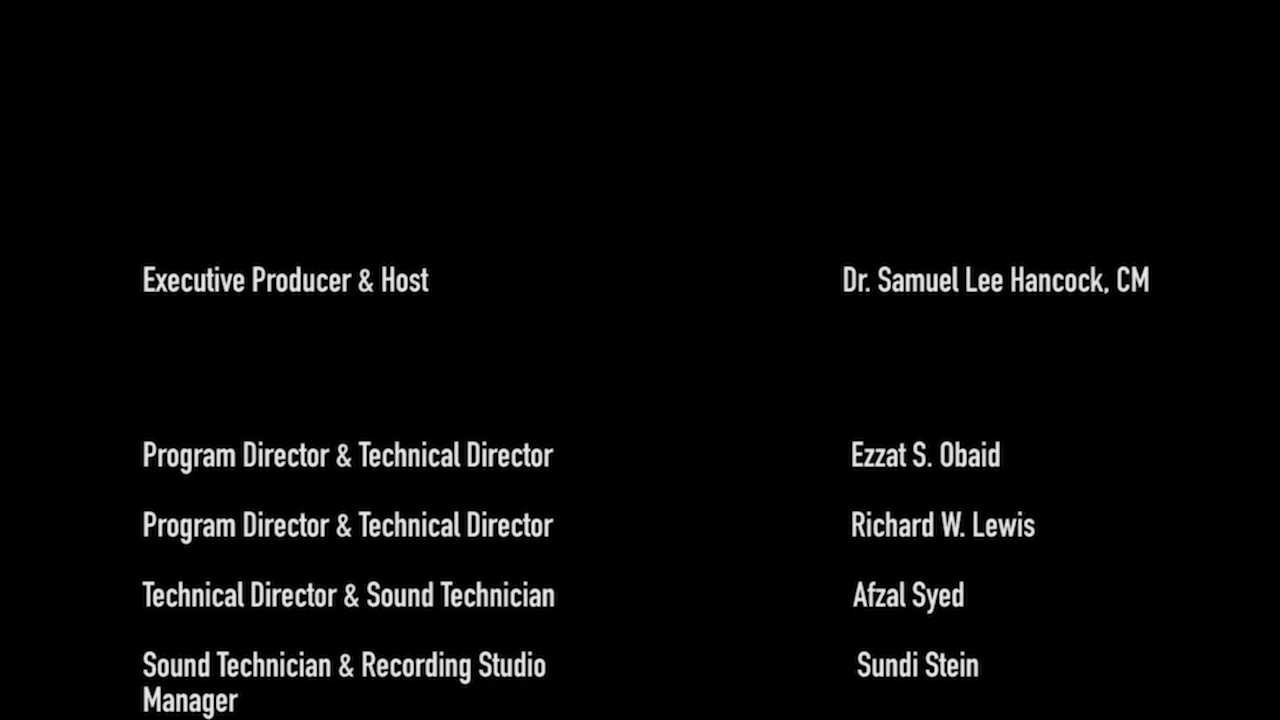 Executive Producer & Host Dr. Samuel Lee Hancock, CM
Program Director & Technical Director Ezzat S. Obaid
Program Director & Technical Director Richard W. Lewis
Technical Director & Sound Technician Afzal Syed
Sound Technician & Recording Studio Sundi Stein
Manager